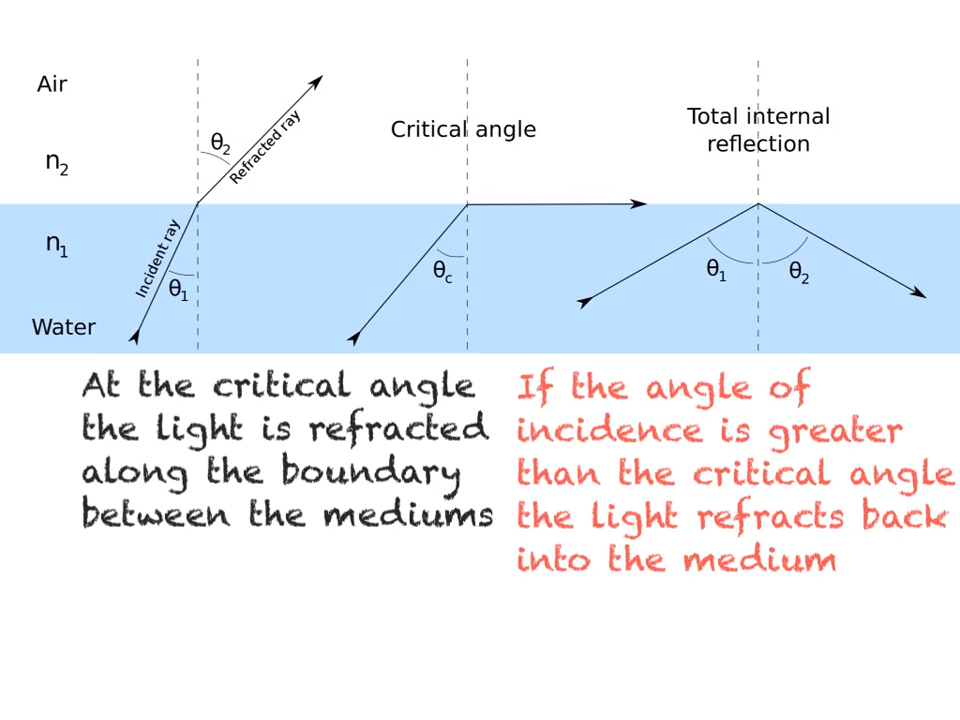 Air
n2
n1
Water
θ2
Refracted ray
Incident ray
θ1
Critical angle
θc
Total internal
reflection
θ1
θ2
At the critical angle
the light is refracted
along the boundary
between the mediums
If the angle of
incidence is greater
than the critical angle
the light refracts back
into the medium